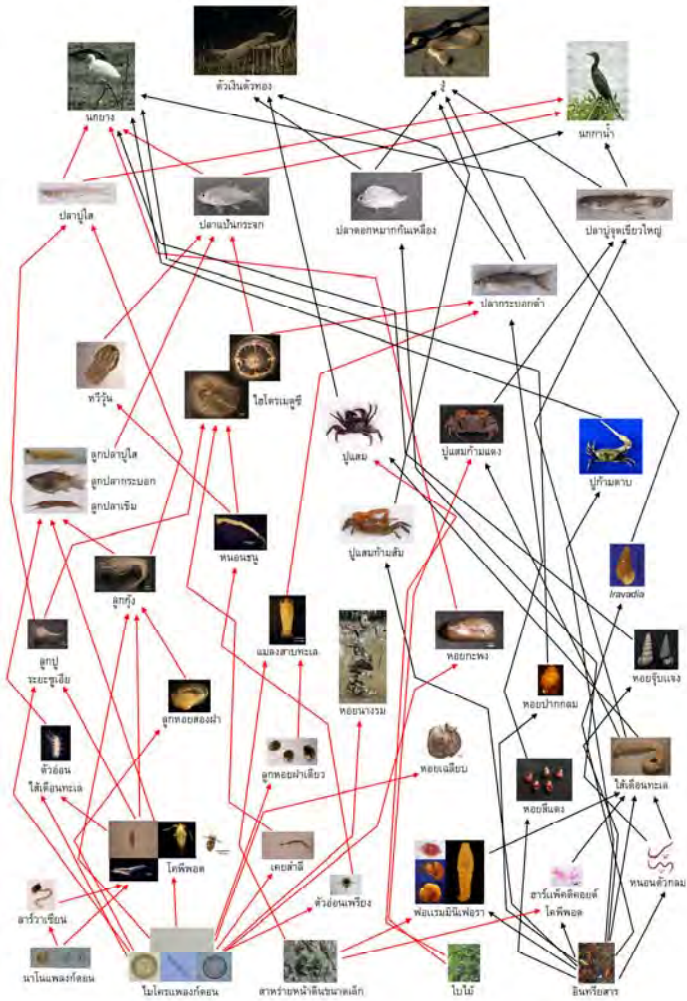 นกยาง
ตัวเงินตัวทอง
งู
นกกาน้ำ
ปลาบู่ใส
ปลาแป้นกระจก
ปลาดอกหมากกันเหลือง
ปลาบู่จุดเขียวใหญ่
ปลากระบอกดำ
หวีวุ้น
ไฮโดรเมดูซี
ปูแสม
ปูแสมก้ามแดง
ปูก้ามดาบ
ลูกปลาบู่ใส
ลูกปลากระบอก
ลูกปลาเข็ม
หนอนธนู
ปูแสมก้ามส้ม
Iravadia
ลูกกุ้ง
แมลงสาบทะเล
หอยนางรม
หอยกะพง
หอยจุ๊บแจง
ลูกปู
ระยะซูเอีย
ลูกหอยสองฝา
หอยปากกลม
ตัวอ่อน
ไส้เดือนทะเล
ลูกหอยฝาเดียว
หอยเฉลียบ
หอยสีแดง
ไส้เดือนทะเล
โคพีพอด
เคยสำลี
ตัวอ่อนเพรียง
ฟอแรมมินิเฟอรา
ฮาร์แพคติคอยด์
โคพีพอด
หนอนตัวกลม
ลาร์วาเซียน
นาโนแพลงก์ตอน
ไมโครแพลงก์ตอน
สาหร่ายหน้าดินขนาดเล็ก
ใบไม้
อินทรียสาร